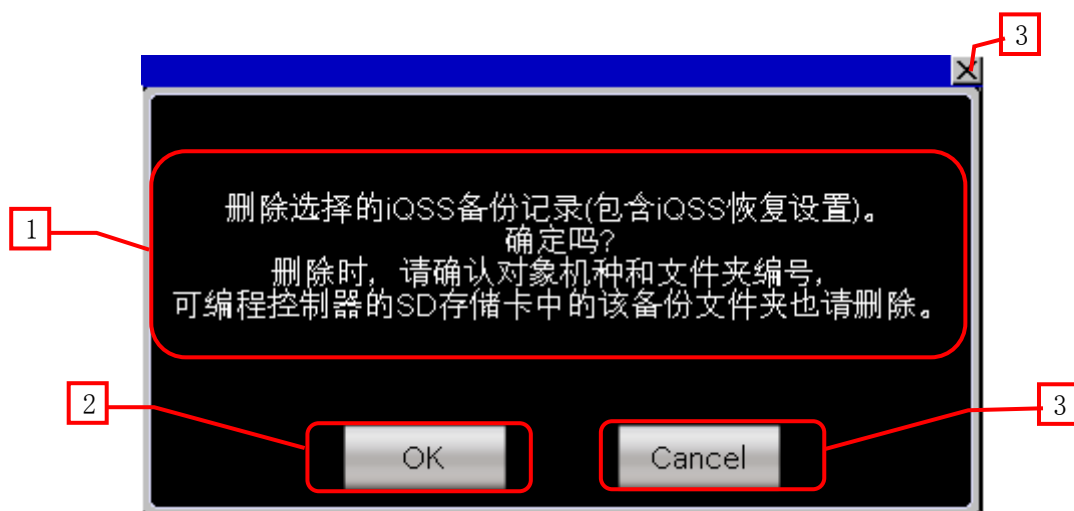 3
1
删除选择的iQSS备份记录(包含iQSS恢复设置)。
确定吗?
删除时, 请确认对象机种和文件夹编号,
可编程控制器的SD存储卡中的该备份文件夹也请删除。
2
3
OK
Cancel